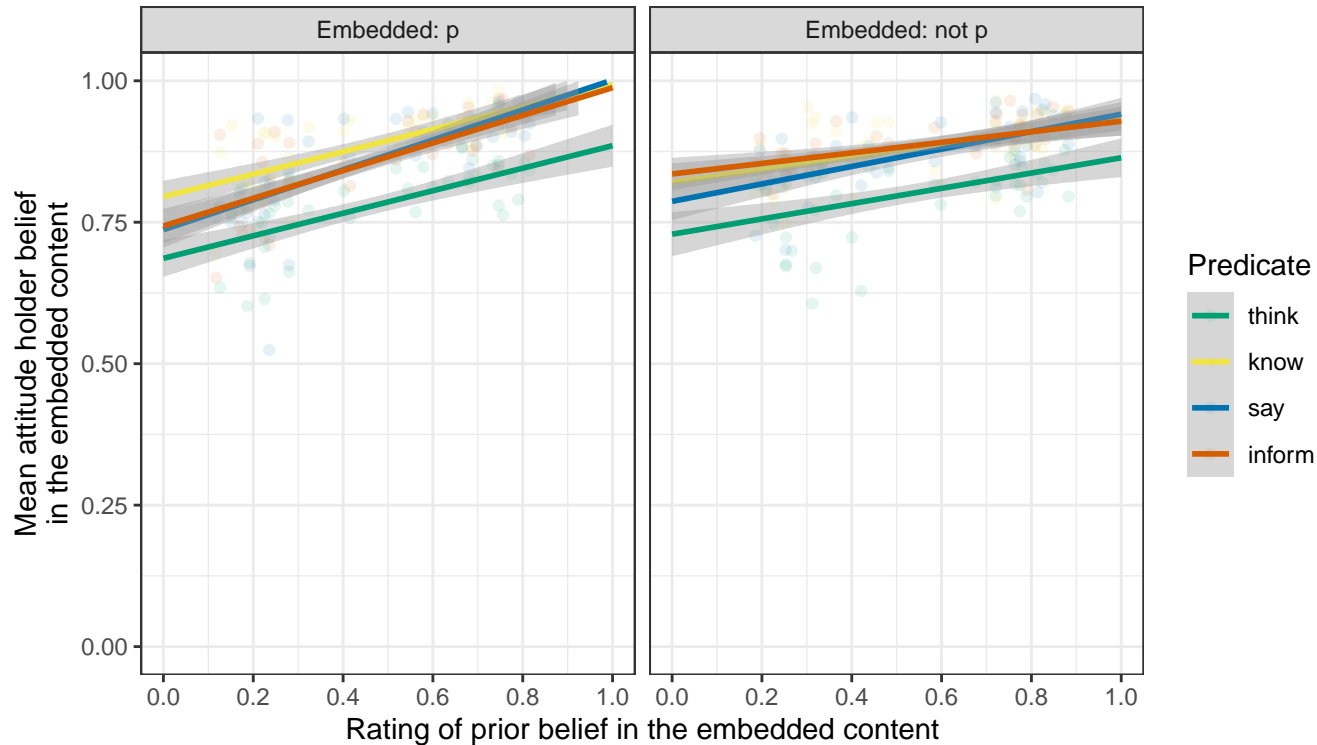 Embedded: p
Embedded: not p
Mean attitude holder belief
in the embedded content
1.00
0.75
0.50
0.25
0.00
0.0 0.2 0.4 0.6 0.8 1.0
0.0 0.2 0.4 0.6 0.8 1.0
Rating of prior belief in the embedded content
Predicate
think
know
say
inform